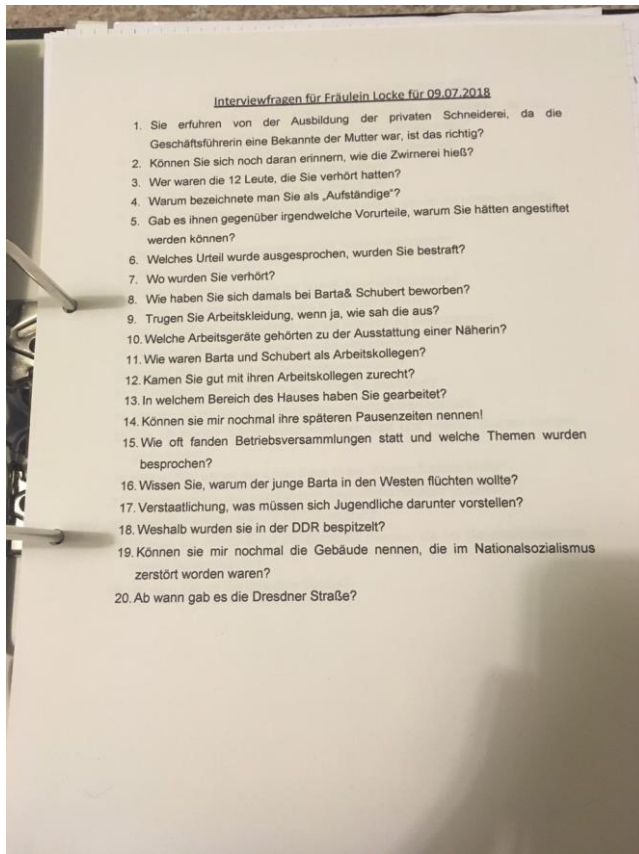 Interviewfragen für Fräulein Locke für 09.07.2018
1. Sie erfuhren von der Ausbildung der privaten Schneiderei, da die
Geschäftsführerin eine Bekannte der Mutter war, ist das richtig?
2. Können Sie sich noch daran erinnern, wie die Zwirnerei hieß?
3. Wer waren die 12 Leute, die Sie verhört hatten?
4. Warum bezeichnete man Sie als „Aufständige“?
5. Gab es ihnen gegenüber irgendwelche Vorurteile, warum Sie hätten angestiftet
werden können?
6. Welches Urteil wurde ausgesprochen, wurden Sie bestraft?
7. Wo wurden Sie verhört?
8. Wie haben Sie sich damals bei Barta& Schubert beworben?
9. Trugen Sie Arbeitskleidung, wenn ja, wie sah die aus?
10. Welche Arbeitsgeräte gehörten zu der Ausstattung einer Näherin?
11. Wie waren Barta und Schubert als Arbeitskollegen?
12. Kamen Sie gut mit ihren Arbeitskollegen zurecht?
13. In welchem Bereich des Hauses haben Sie gearbeitet?
14. Können sie mir nochmal ihre späteren Pausenzeiten nennen!
15. Wie oft fanden Betriebsversammlungen statt und welche Themen wurden
besprochen?
16. Wissen Sie, warum der junge Barta in den Westen flüchten wollte?
17. Verstaatlichung, was müssen sich Jugendliche darunter vorstellen?
18. Weshalb wurden sie in der DDR bespitzelt?
19. Können sie mir nochmal die Gebäude nennen, die im Nationalsozialismus
zerstört worden waren?
20. Ab wann gab es die Dresdner Straße?